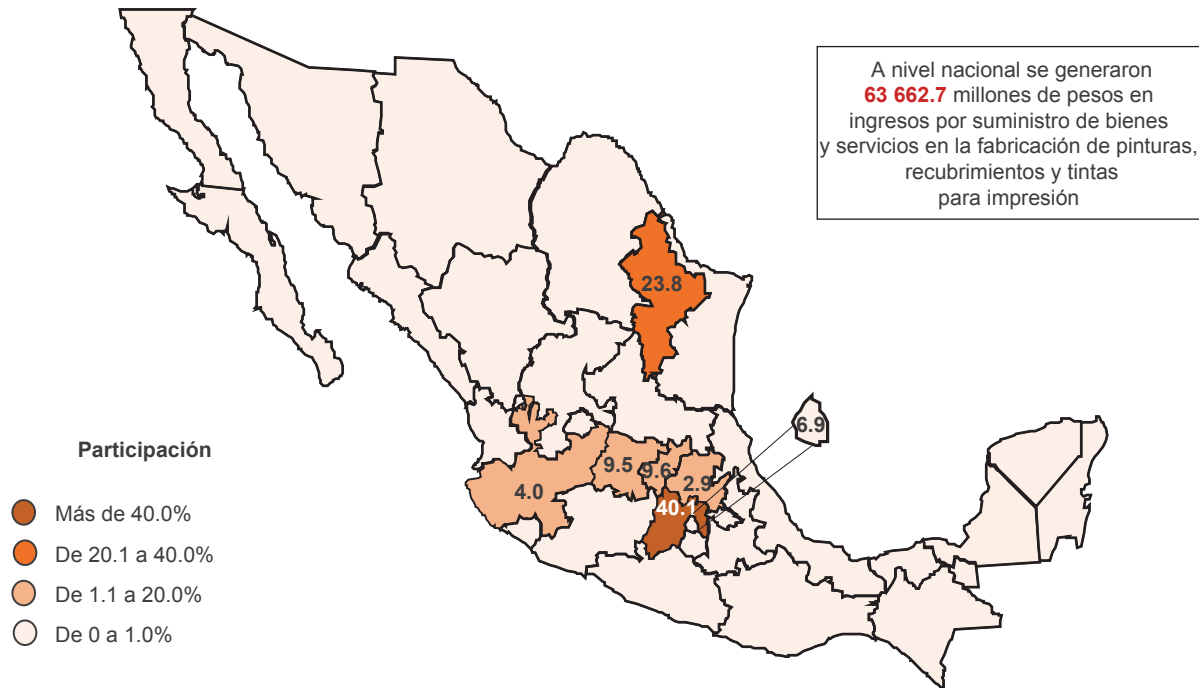 A nivel nacional se generaron
63 662.7 millones de pesos en
ingresos por suministro de bienes
y servicios en la fabricación de pinturas,
recubrimientos y tintas
para impresión
23.8
6.9
9.5
9.6
2.9
4.0
40.1
Participación
Más de 40.0%
De 20.1 a 40.0%
De 1.1 a 20.0%
De 0 a 1.0%